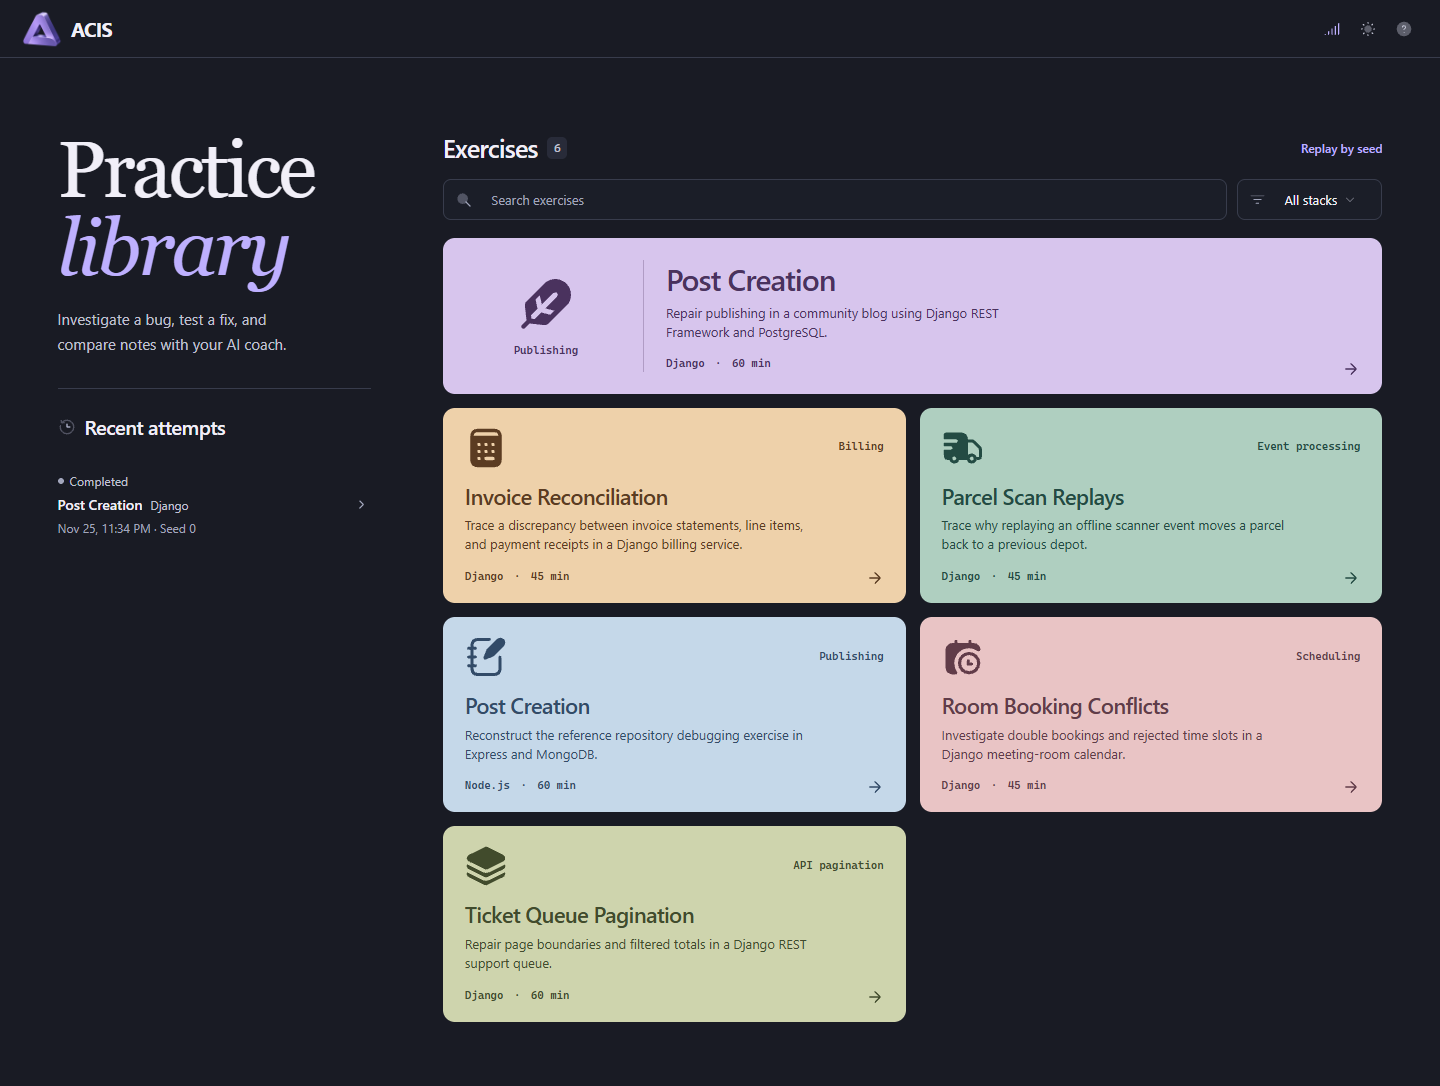 ACIS
Practice
library
Investigate a bug, test a fix, and
compare notes with your AI coach.
Recent attempts
Completed
Post Creation Django
Nov 25, 11:34 PM · Seed 0
Exercises 6
Replay by seed
Search exercises
All stacks
Publishing
Post Creation
Repair publishing in a community blog using Django REST
Framework and PostgreSQL.
Django · 60 min
Billing
Invoice Reconciliation
Trace a discrepancy between invoice statements, line items,
and payment receipts in a Django billing service.
Django · 45 min
Event processing
Parcel Scan Replays
Trace why replaying an offline scanner event moves a parcel
back to a previous depot.
Django · 45 min
Publishing
Post Creation
Reconstruct the reference repository debugging exercise in
Express and MongoDB.
Node.js · 60 min
Scheduling
Room Booking Conflicts
Investigate double bookings and rejected time slots in a
Django meeting-room calendar.
Django · 45 min
API pagination
Ticket Queue Pagination
Repair page boundaries and filtered totals in a Django REST
support queue.
Django · 60 min